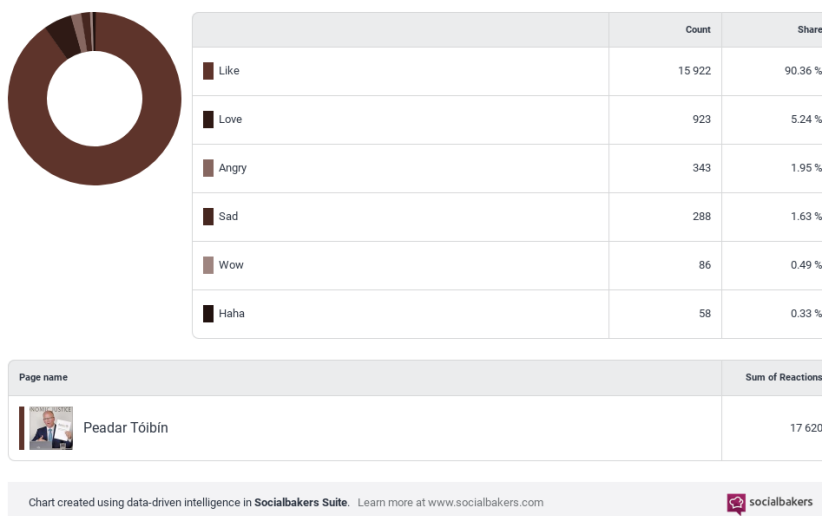 Count Share
Like 15 922 90.36 %
Love 923 5.24 %
Angry 343 1.95 %
Sad 288 1.63 %
Wow 86 0.49 %
Haha 58 0.33 %
Page name Sum of Reactions
NOMIC JUSTICE
Peadar Tóibín 17 620
Chart created using data-driven intelligence in Socialbakers Suite. Learn more at www.socialbakers.com
socialbakers